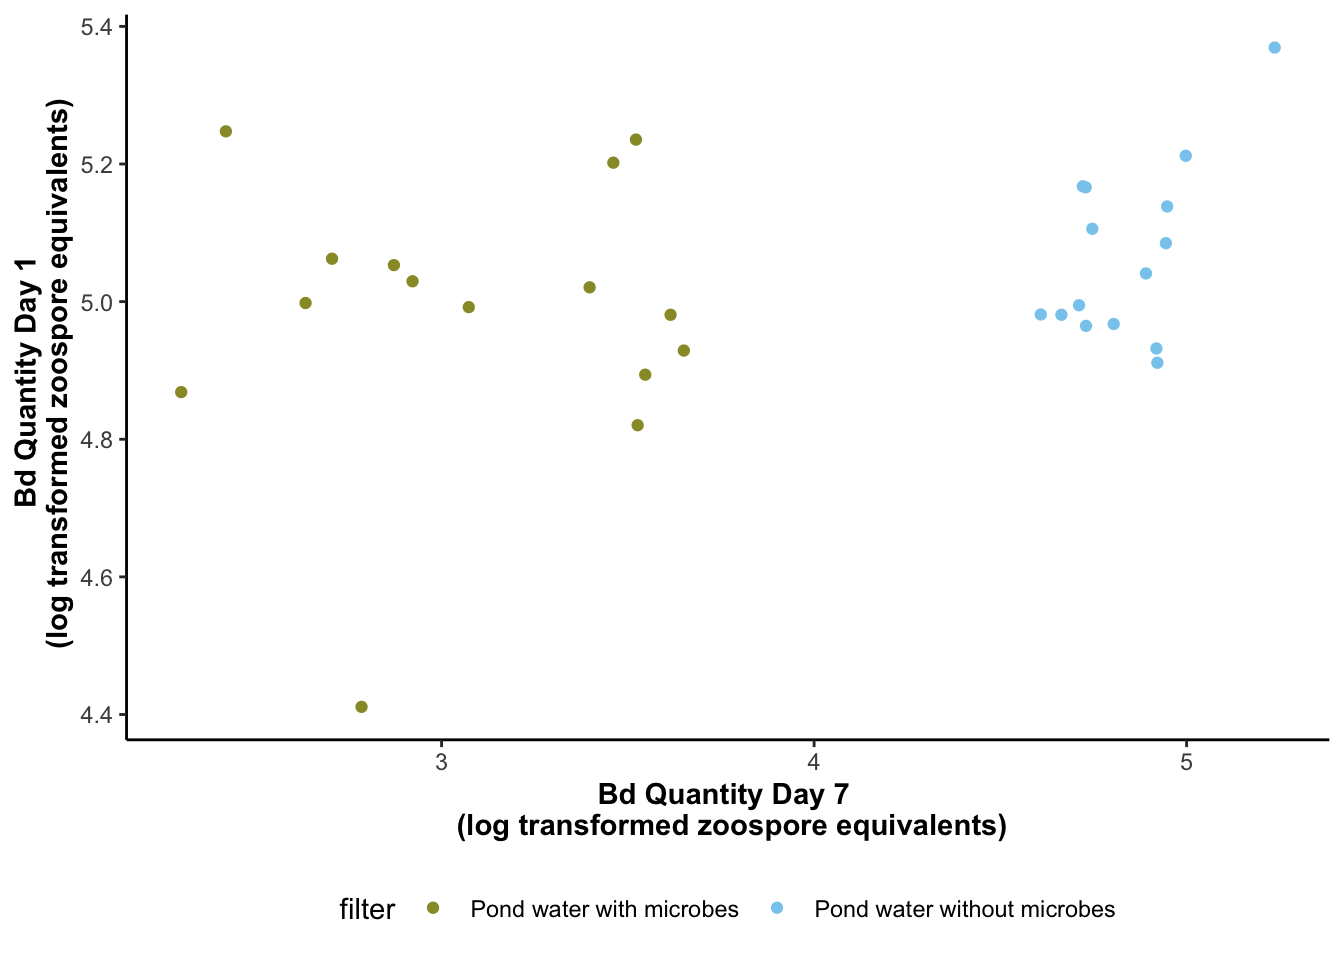 Bd Quantity Day 1
(log transformed zoospore equivalents)
5.4
5.2
5.0
4.8
4.6
4.4
3
4
5
Bd Quantity Day 7
(log transformed zoospore equivalents)
filter
Pond water with microbes
Pond water without microbes